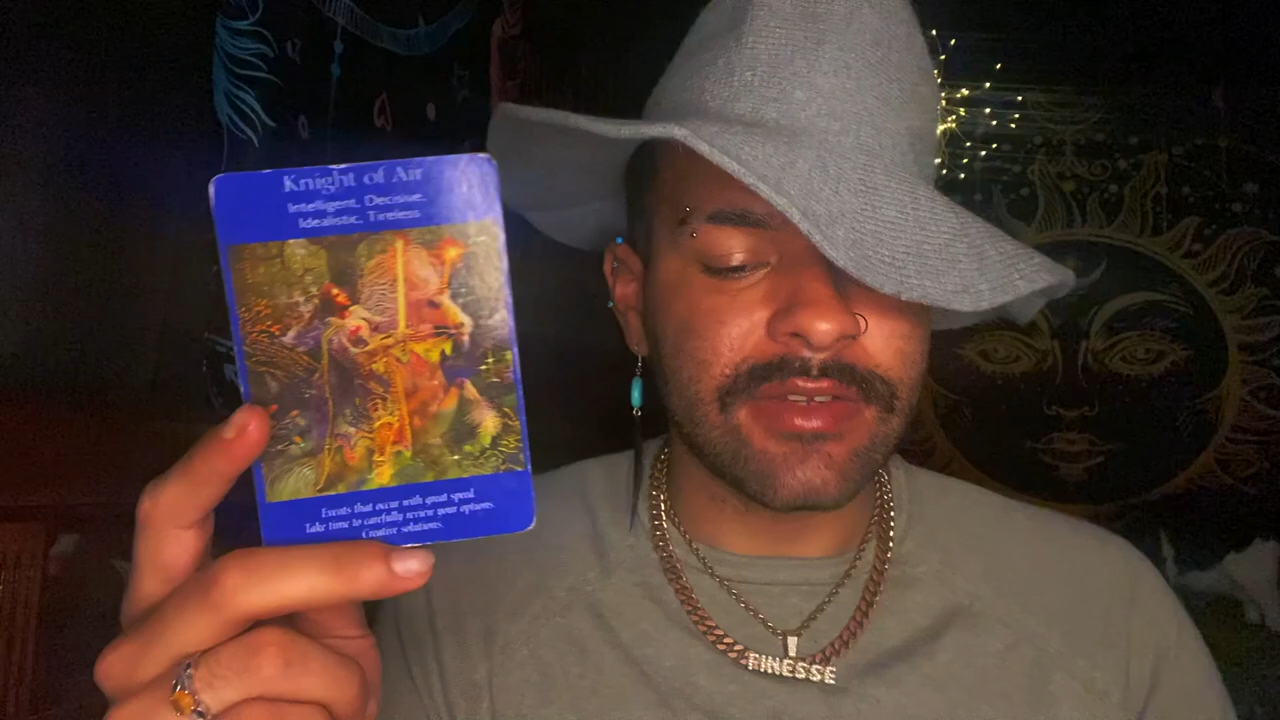 Knight of Air
Intelligent, Decisive,
Idealistic, Tireless
Events that occur with great speed.
Take time to carefully review your options.
Creative solutions.
FINESSE